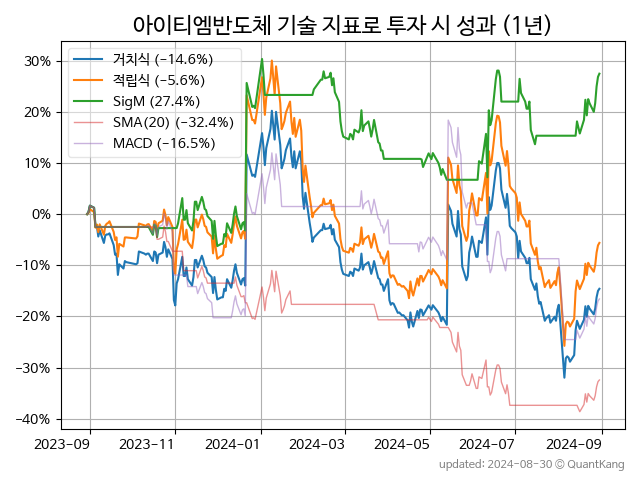 아이티엠반도체 기술 지표로 투자 시 성과 (1년)
거치식 (−14.6%)
적립식 (−5.6%)
SigM (27.4%)
SMA(20) (−32.4%)
MACD (−16.5%)
30%
20%
10%
0%
−10%
−20%
−30%
−40%
2023-09 2023-11 2024-01 2024-03 2024-05 2024-07 2024-09
updated: 2024-08-30 © QuantKang